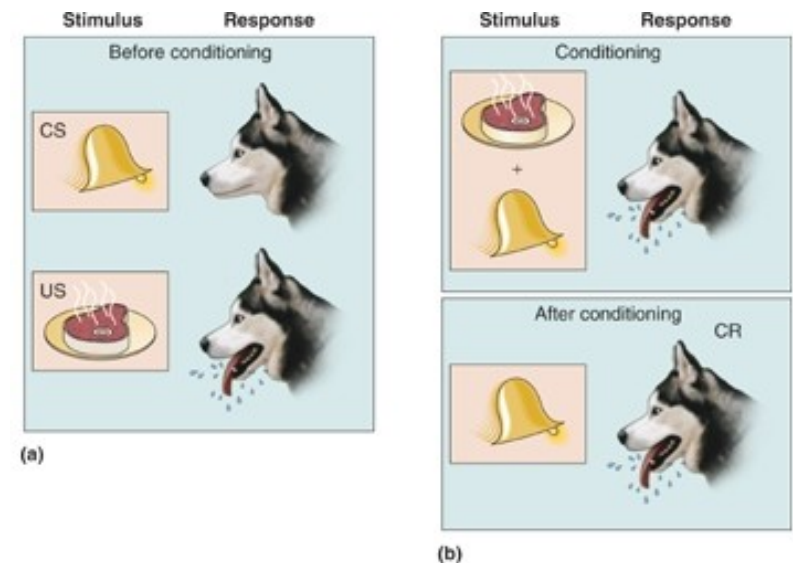 Stimulus Response
Before conditioning
CS
US
(a)
Stimulus Response
Conditioning
+
After conditioning
CR
(b)